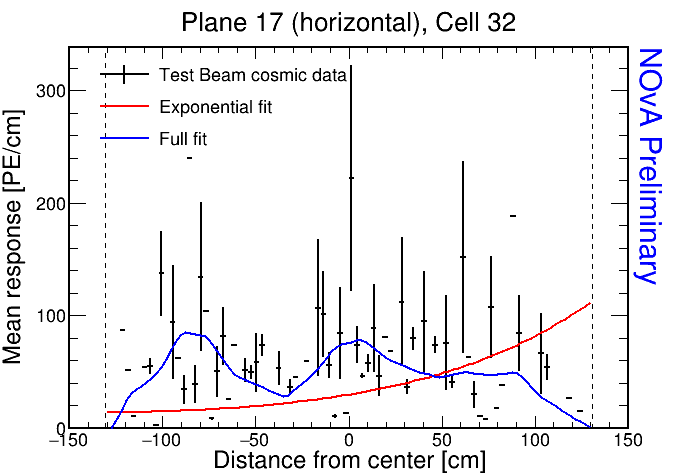 Plane 17 (horizontal), Cell 32
Test Beam cosmic data
Exponential fit
Full fit
NOvA Preliminary
Mean response [PE/cm]
300
200
100
0
−150 −100 −50 0 50 100 150
Distance from center [cm]